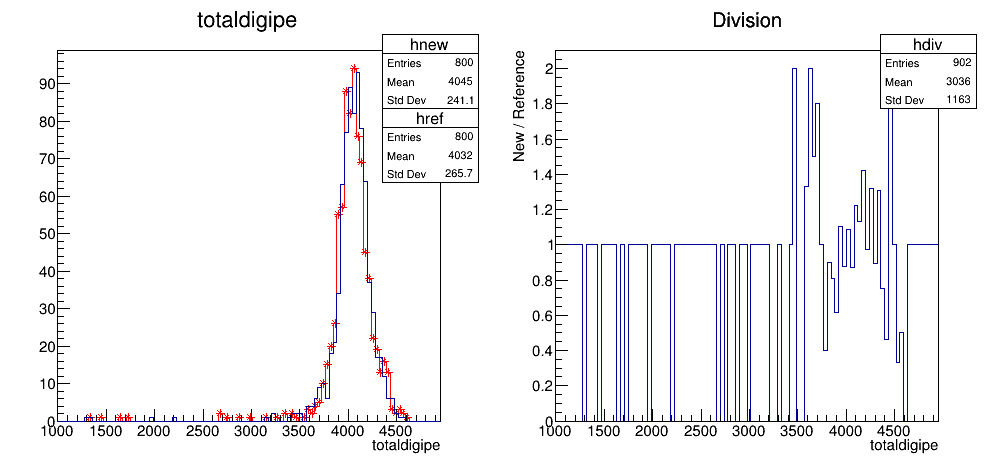 totaldigipe
hnew
Entries 800
Mean 4045
Std Dev 241.1
href
Entries 800
Mean 4032
Std Dev 265.7
90
80
70
60
50
40
30
20
10
0
1000 1500 2000 2500 3000 3500 4000 4500
totaldigipe
Division
hdiv
Entries 902
Mean 3036
Std Dev 1163
New / Reference
2
1.8
1.6
1.4
1.2
1
0.8
0.6
0.4
0.2
0
1000 1500 2000 2500 3000 3500 4000 4500
totaldigipe